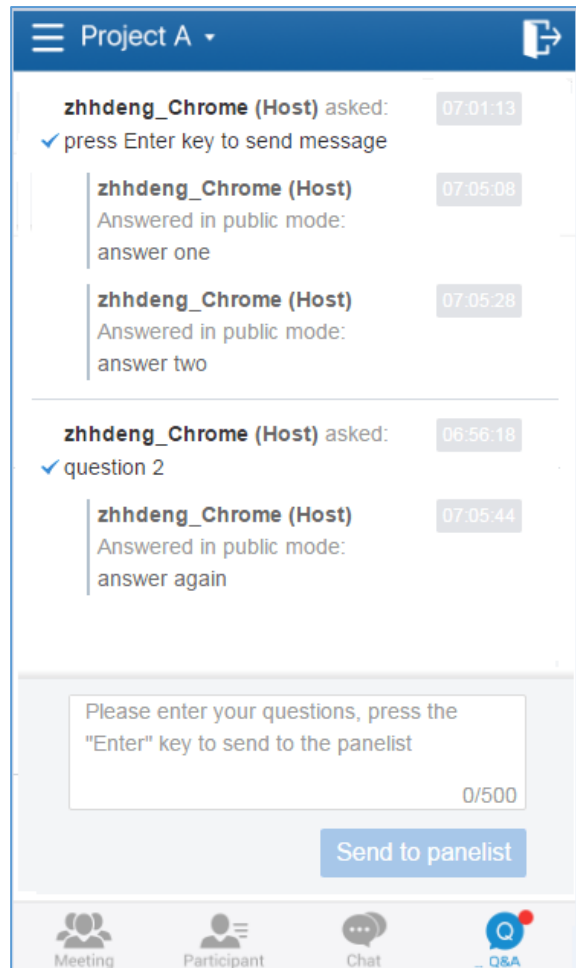 Project A
zhhdeng_Chrome (Host) asked: 07:01:13
press Enter key to send message
zhhdeng_Chrome (Host) 07:05:08
Answered in public mode:
answer one
zhhdeng_Chrome (Host) 07:05:28
Answered in public mode:
answer two
zhhdeng_Chrome (Host) asked: 06:56:18
question 2
zhhdeng_Chrome (Host) 07:05:44
Answered in public mode:
answer again
Please enter your questions, press the
"Enter" key to send to the panelist
0/500
Send to panelist
Meeting Participant Chat Q&A